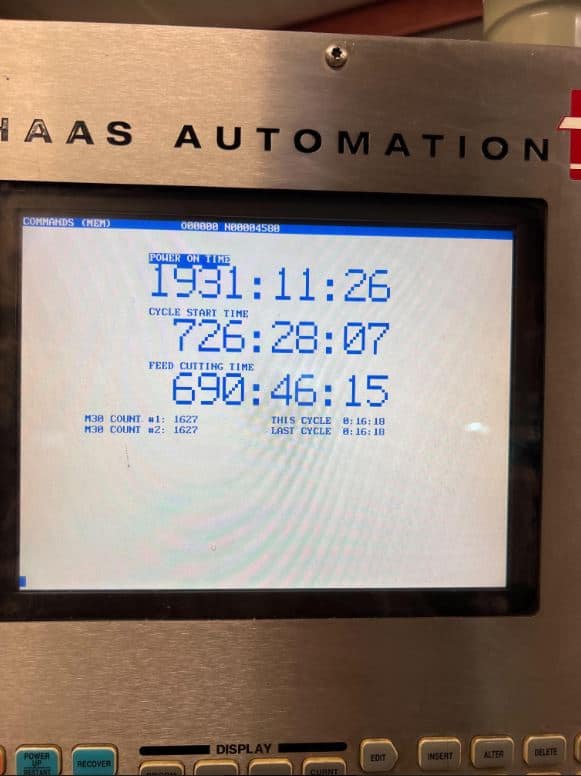 HAAS AUTOMATION
COMMANDS (MEM) O00000 N00004580
POWER ON TIME
1931:11:26
CYCLE START TIME
726:28:07
FEED CUTTING TIME
690:46:15
M30 COUNT #1: 1627 THIS CYCLE 0:16:18
M30 COUNT #2: 1627 LAST CYCLE 0:16:18
DISPLAY
POWER
UP
RESTART
RECOVER
PRGRM
CURNT
EDIT
INSERT
ALTER
DELETE